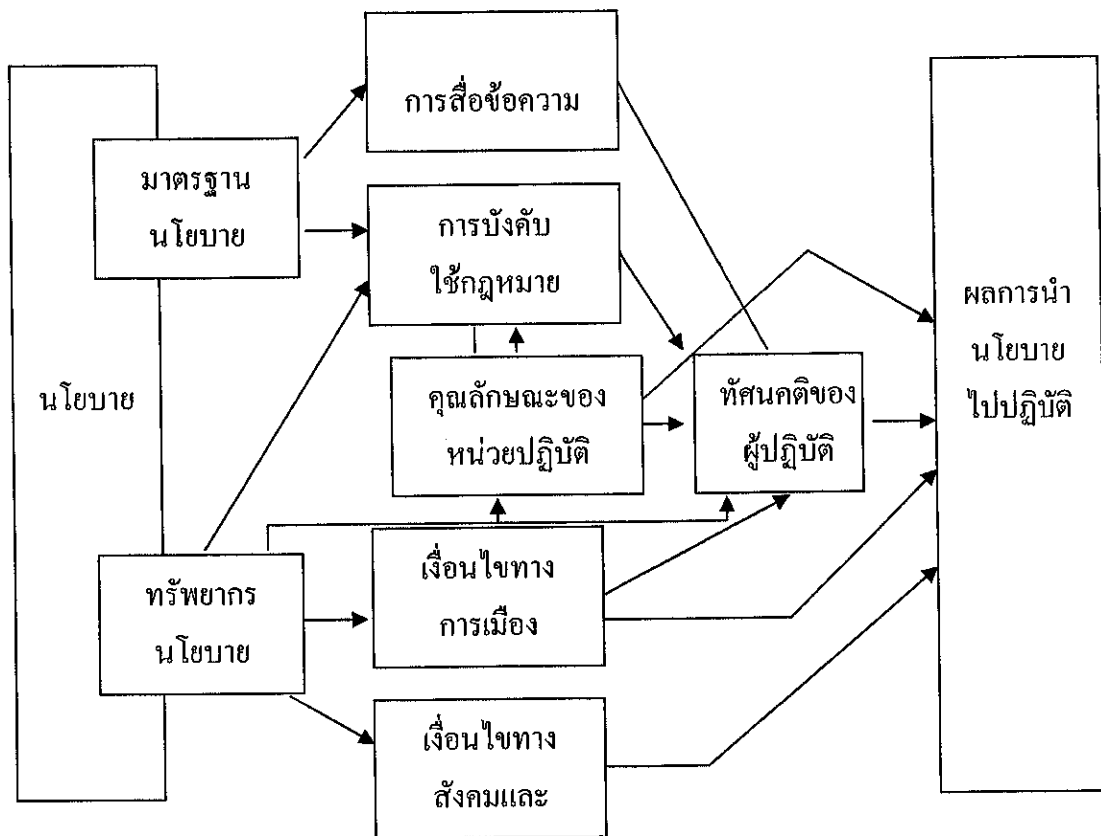 การสื่อข้อความ
มาตรฐาน
นโยบาย
การบังคับ
ใช้กฎหมาย
ผลการนำ
นโยบาย
ไปปฏิบัติ
นโยบาย
คุณลักษณะของ
หน่วยปฏิบัติ
ทัศนคติของ
ผู้ปฏิบัติ
ทรัพยากร
นโยบาย
เงื่อนไขทาง
การเมือง
เงื่อนไขทาง
สังคมและ